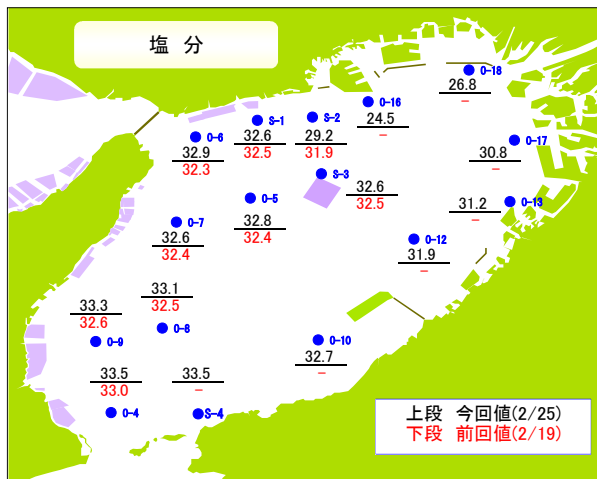 塩 分
O-18
26.8
-
O-16
24.5
-
S-1
32.6
32.5
S-2
29.2
31.9
O-6
32.9
32.3
O-17
30.8
-
S-3
32.6
32.5
O-5
32.8
32.4
31.2
-
O-13
O-7
32.6
32.4
O-12
31.9
-
33.1
32.5
O-8
33.3
32.6
O-9
O-10
32.7
-
33.5
33.0
O-4
33.5
-
S-4
上段 今回値(2/25)
下段 前回値(2/19)